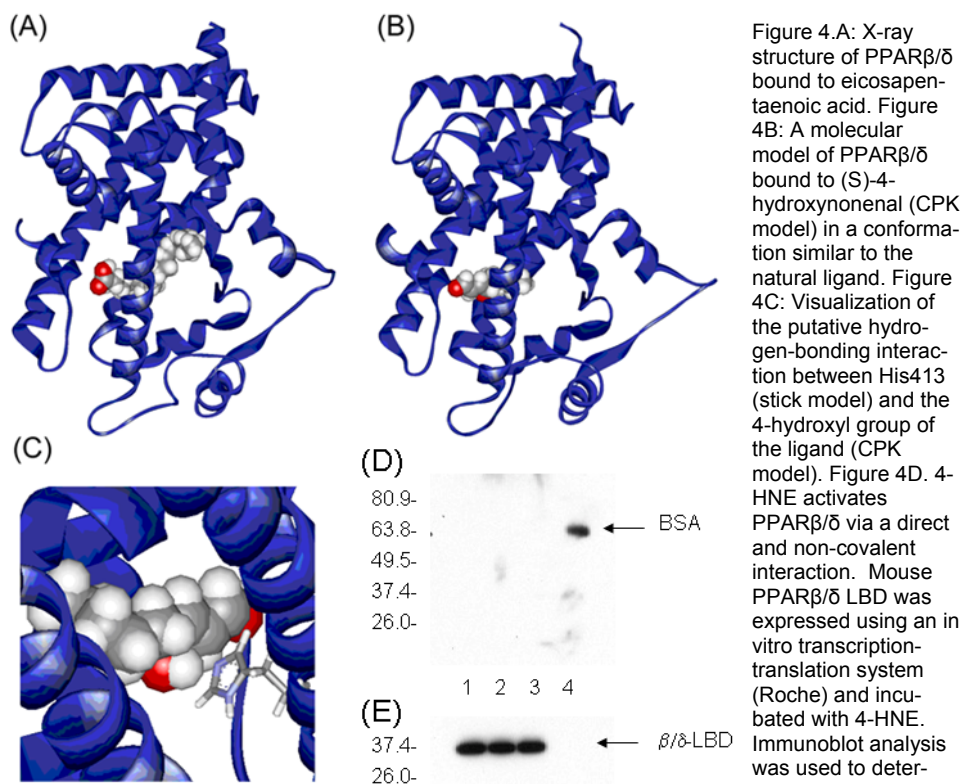 (A)
(B)
Figure 4.A: X-ray
structure of PPARβ/δ
bound to eicosapen-
taenoic acid. Figure
4B: A molecular
model of PPARβ/δ
bound to (S)-4-
hydroxynonenal (CPK
model) in a conforma-
tion similar to the
natural ligand. Figure
4C: Visualization of
the putative hydro-
gen-bonding interac-
tion between His413
(stick model) and the
4-hydroxyl group of
the ligand (CPK
model). Figure 4D. 4-
HNE activates
PPARβ/δ via a direct
and non-covalent
interaction. Mouse
PPARβ/δ LBD was
expressed using an in
vitro transcription-
translation system
(Roche) and incu-
bated with 4-HNE.
Immunoblot analysis
was used to deter-
(C)
(D)
80.9-
63.8-
49.5-
37.4-
26.0-
BSA
1 2 3 4
(E)
37.4-
26.0-
β/δ-LBD